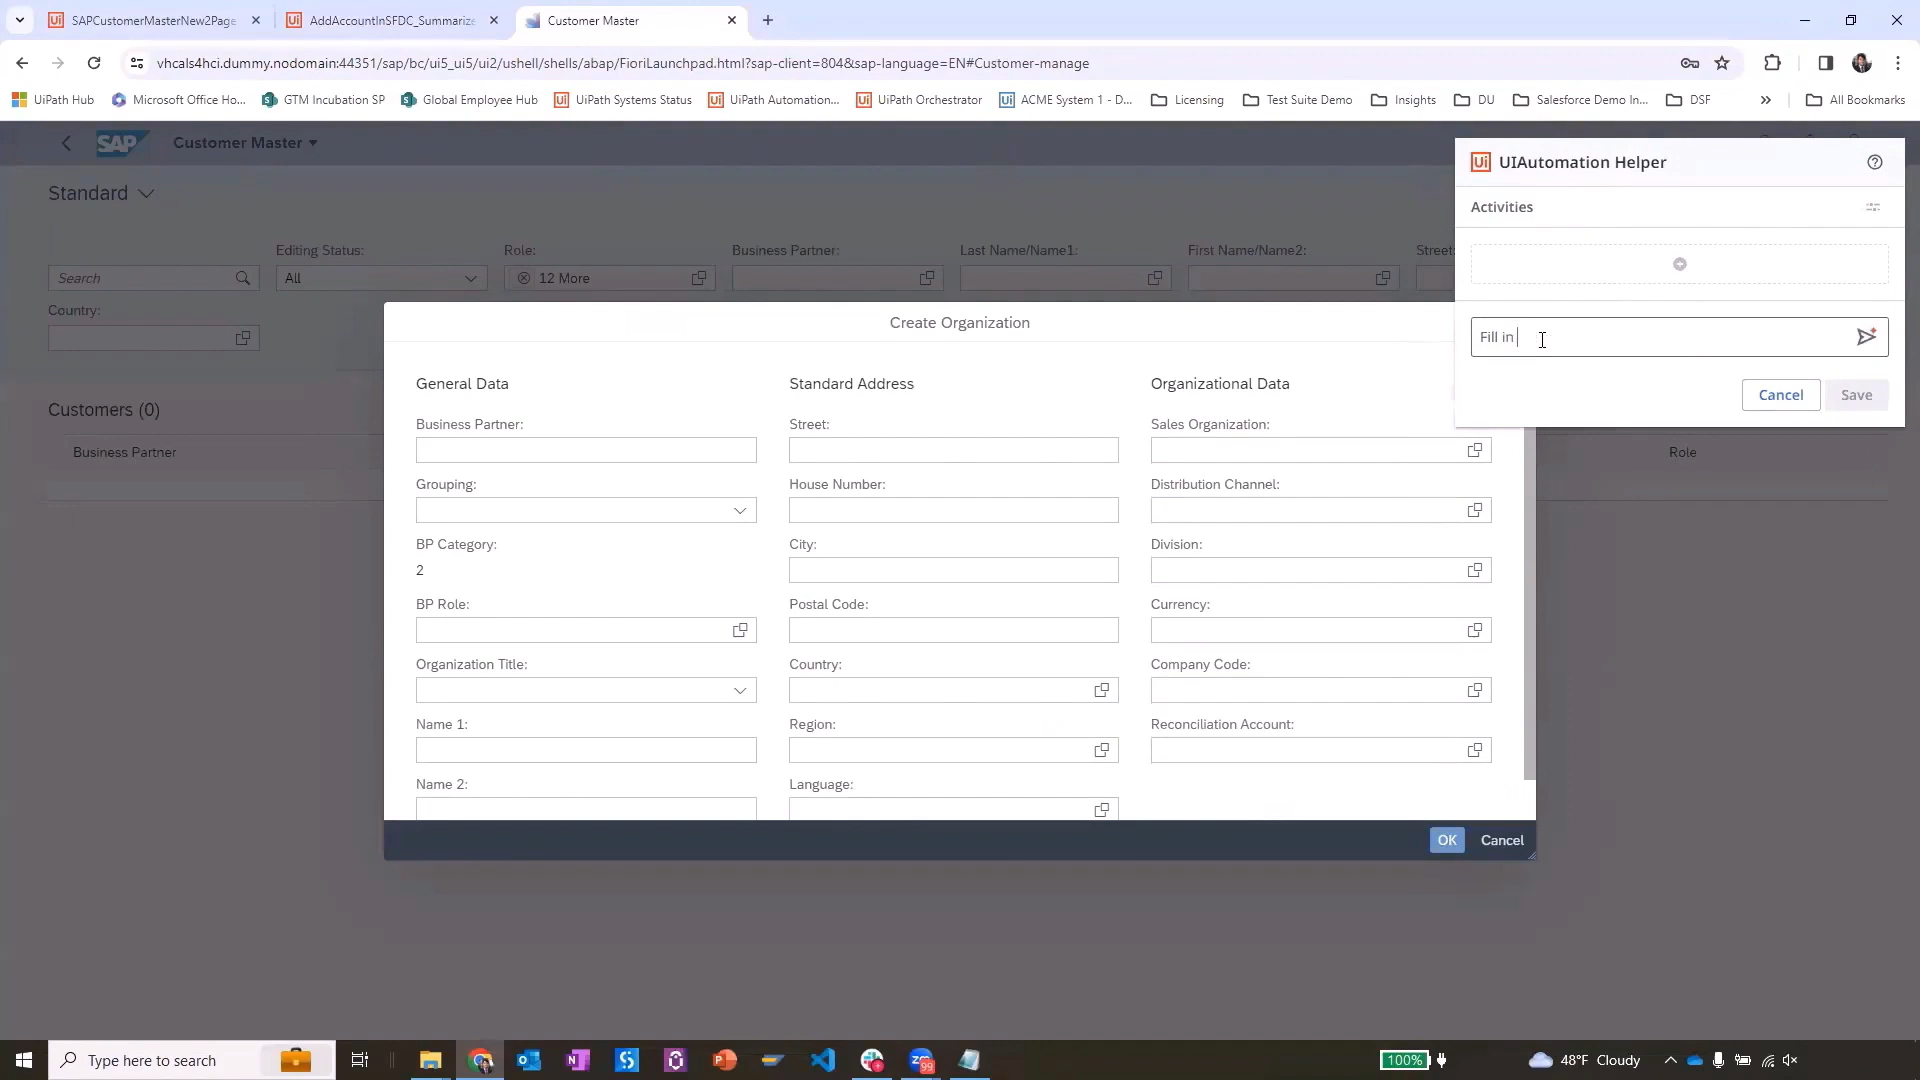 SAPCustomerMasterNew2Page
AddAccountInSFDC_Summarize
Customer Master
vhcals4hci.dummy.nodomain:44351/sap/bc/ui5_ui5/ui2/ushell/shells/abap/FioriLaunchpad.html?sap-client=804&sap-language=EN#Customer-manage
UiPath Hub
Microsoft Office Ho...
GTM Incubation SP
Global Employee Hub
UiPath Systems Status
UiPath Automation...
UiPath Orchestrator
ACME System 1 - D...
Licensing
Test Suite Demo
Insights
DU
Salesforce Demo In...
DSF
All Bookmarks
SAP
Customer Master
Standard
Editing Status:
Role:
Business Partner:
Last Name/Name1:
First Name/Name2:
Street:
Search
All
12 More
Country:
Customers (0)
Business Partner
Role
Ui UIAutomation Helper
Activities
Fill in
Cancel
Save
Create Organization
General Data
Business Partner:
Grouping:
BP Category:
2
BP Role:
Organization Title:
Name 1:
Name 2:
Standard Address
Street:
House Number:
City:
Postal Code:
Country:
Region:
Language:
Organizational Data
Sales Organization:
Distribution Channel:
Division:
Currency:
Company Code:
Reconciliation Account:
OK
Cancel
Type here to search
99
100%
48°F Cloudy